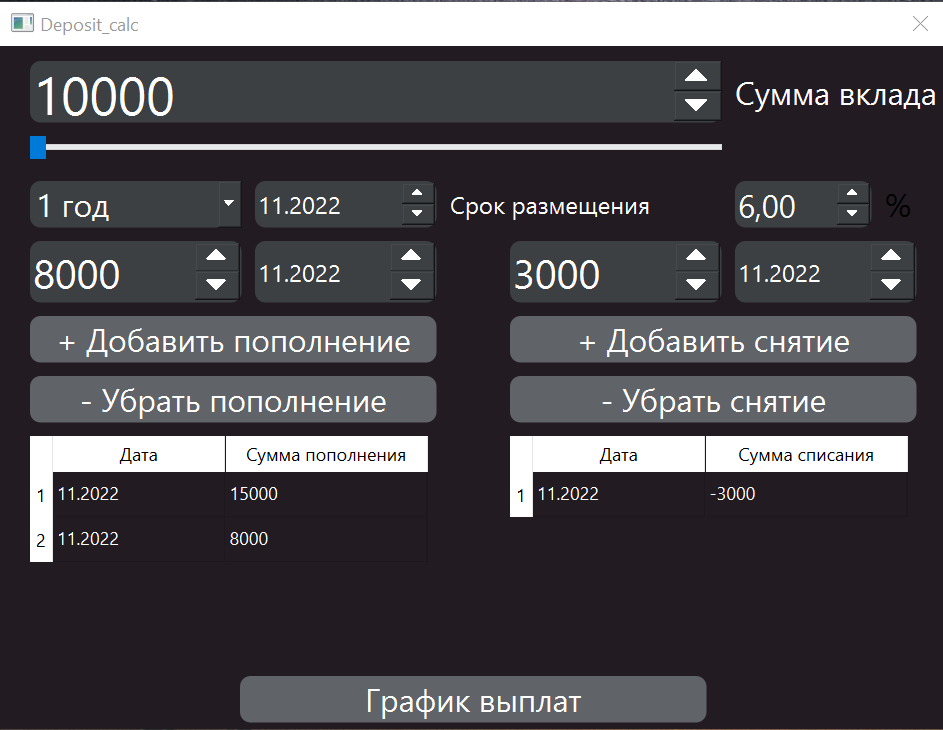 Deposit_calc
10000 Сумма вклада
1 год 11.2022 Срок размещения 6,00 %
8000 11.2022 3000 11.2022
+ Добавить пополнение + Добавить снятие
- Убрать пополнение - Убрать снятие
Дата Сумма пополнения Дата Сумма списания
1 11.2022 15000 1 11.2022 -3000
2 11.2022 8000
График выплат